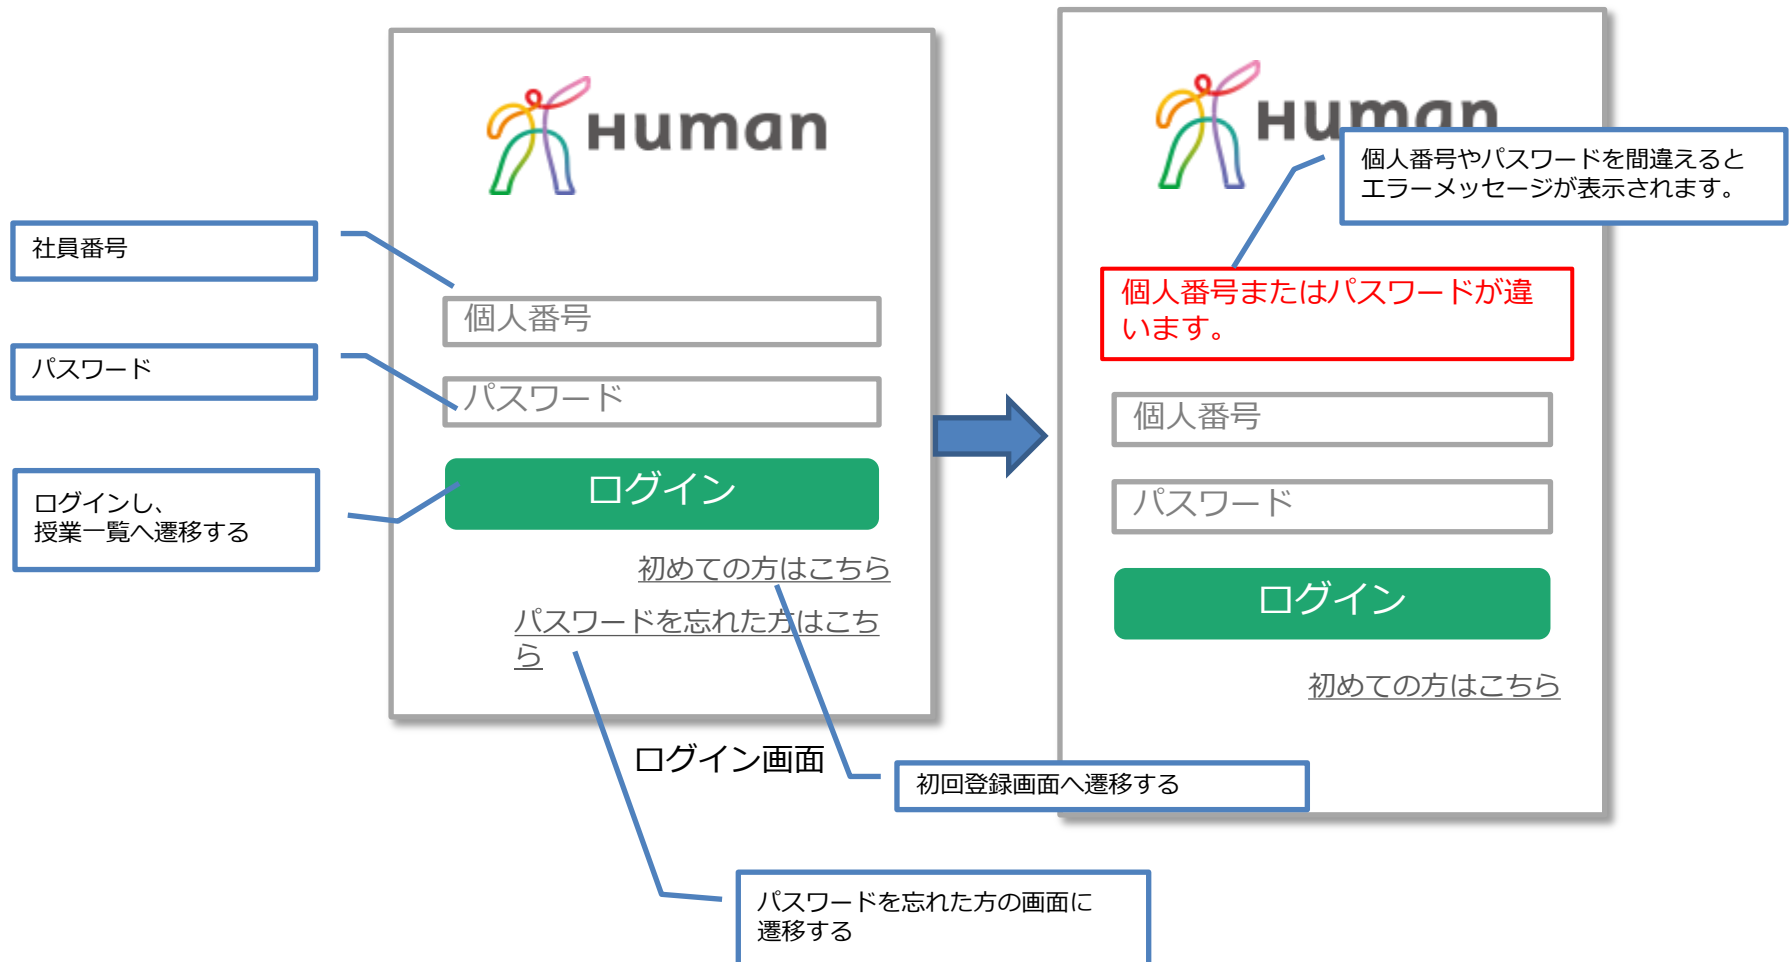 Human
社員番号
個人番号
パスワード
パスワード
ログインし、
授業一覧へ遷移する
ログイン
初めての方はこちら
パスワードを忘れた方はこち
ら
ログイン画面
Human
個人番号やパスワードを間違えると
エラーメッセージが表示されます。
個人番号またはパスワードが違
います。
個人番号
パスワード
ログイン
初めての方はこちら
初回登録画面へ遷移する
パスワードを忘れた方の画面に
遷移する